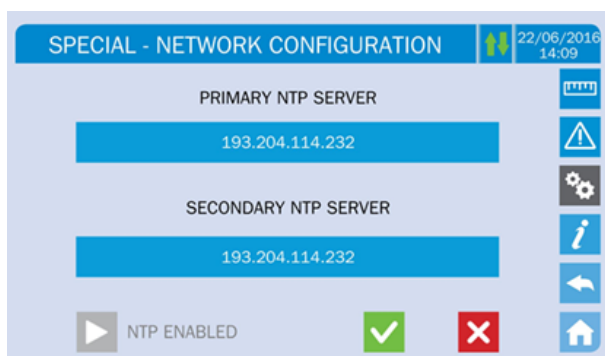 SPECIAL - NETWORK CONFIGURATION
22/06/2016
14:09
PRIMARY NTP SERVER
193.204.114.232
SECONDARY NTP SERVER
193.204.114.232
i
NTP ENABLED